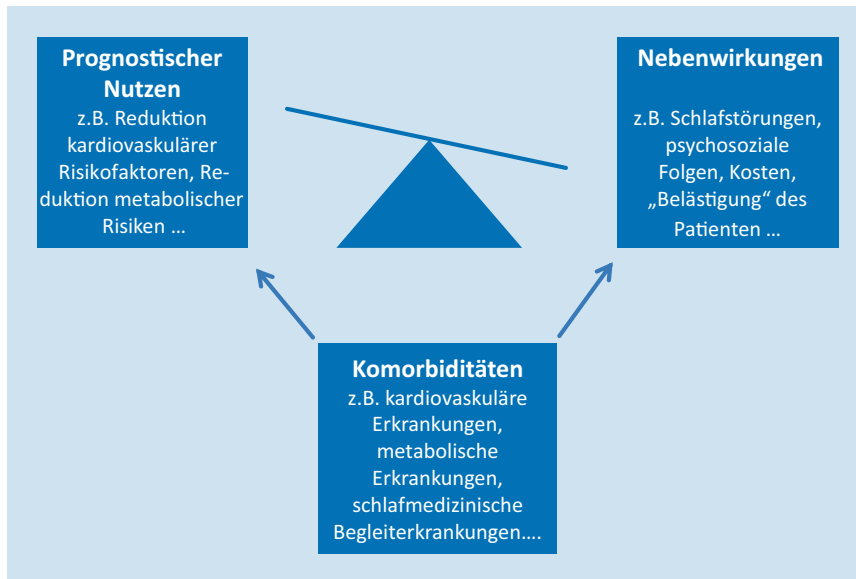 Prognostischer
Nutzen
z.B. Reduktion
kardiovaskulärer
Risikofaktoren, Re-
duktion metabolischer
Risiken ...
Nebenwirkungen
z.B. Schlafstörungen,
psychosoziale
Folgen, Kosten,
„Belästigung“ des
Patienten ...
Komorbiditäten
z.B. kardiovaskuläre
Erkrankungen,
metabolische
Erkrankungen,
schlafmedizinische
Begleiterkrankungen....